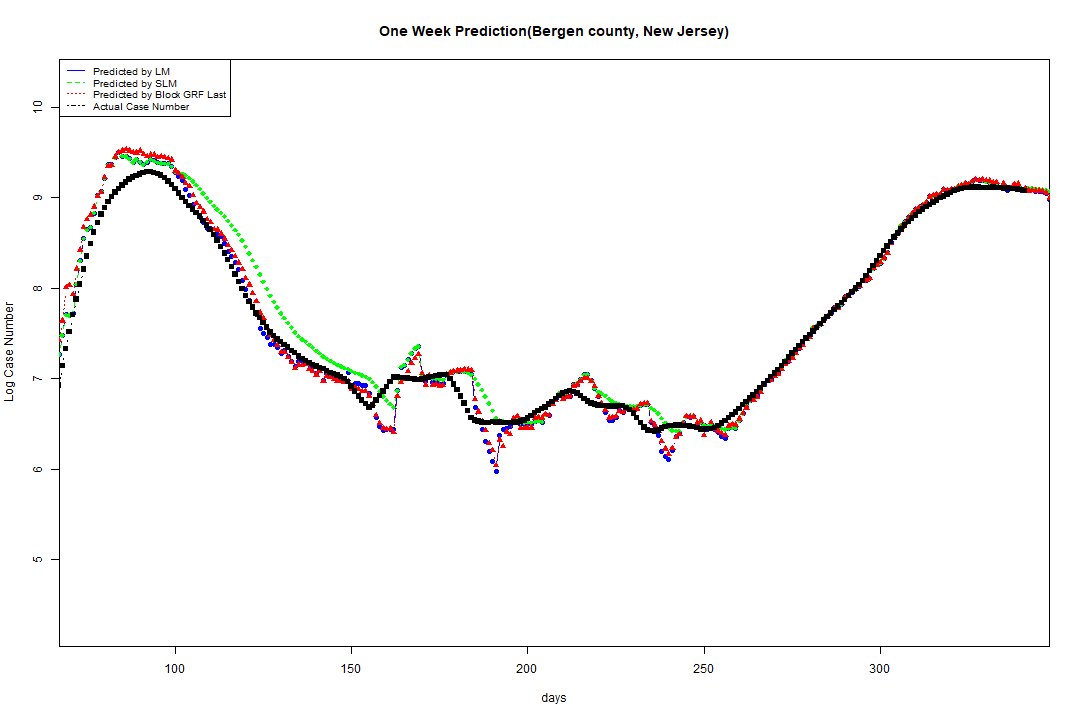 One Week Prediction(Bergen county, New Jersey)
Predicted by LM
Predicted by SLM
Predicted by Block GRF Last
Actual Case Number
10
9
8
7
6
5
Log Case Number
100
150
200
250
300
days